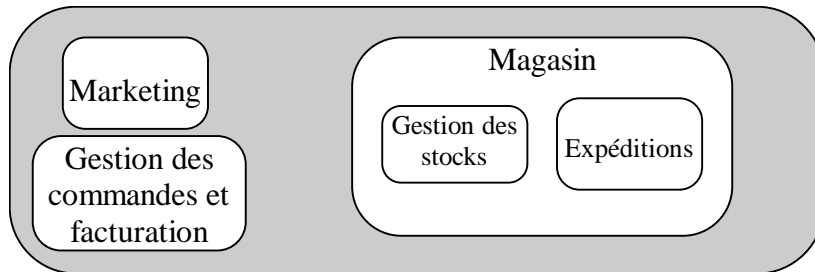 Marketing
Gestion des
commandes et
facturation
Magasin
Gestion des
stocks
Expéditions